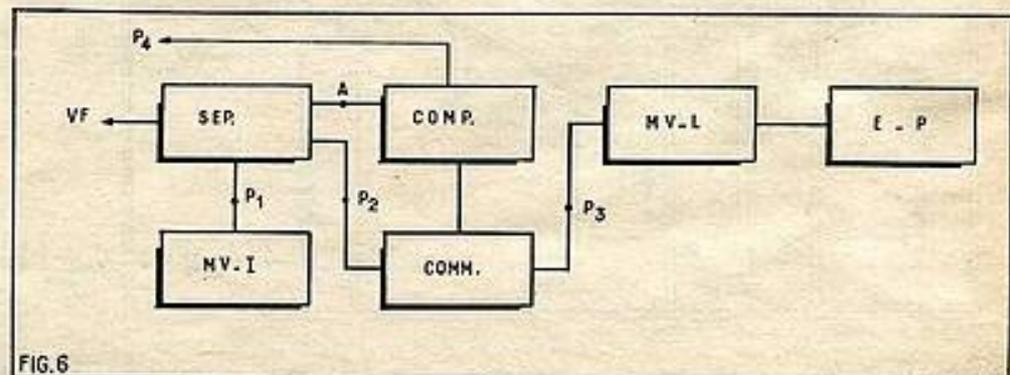 P4
VF
SEP.
A
COMP.
MV-L
E - P
P1
P2
P3
MV-I
COMM.
FIG.6